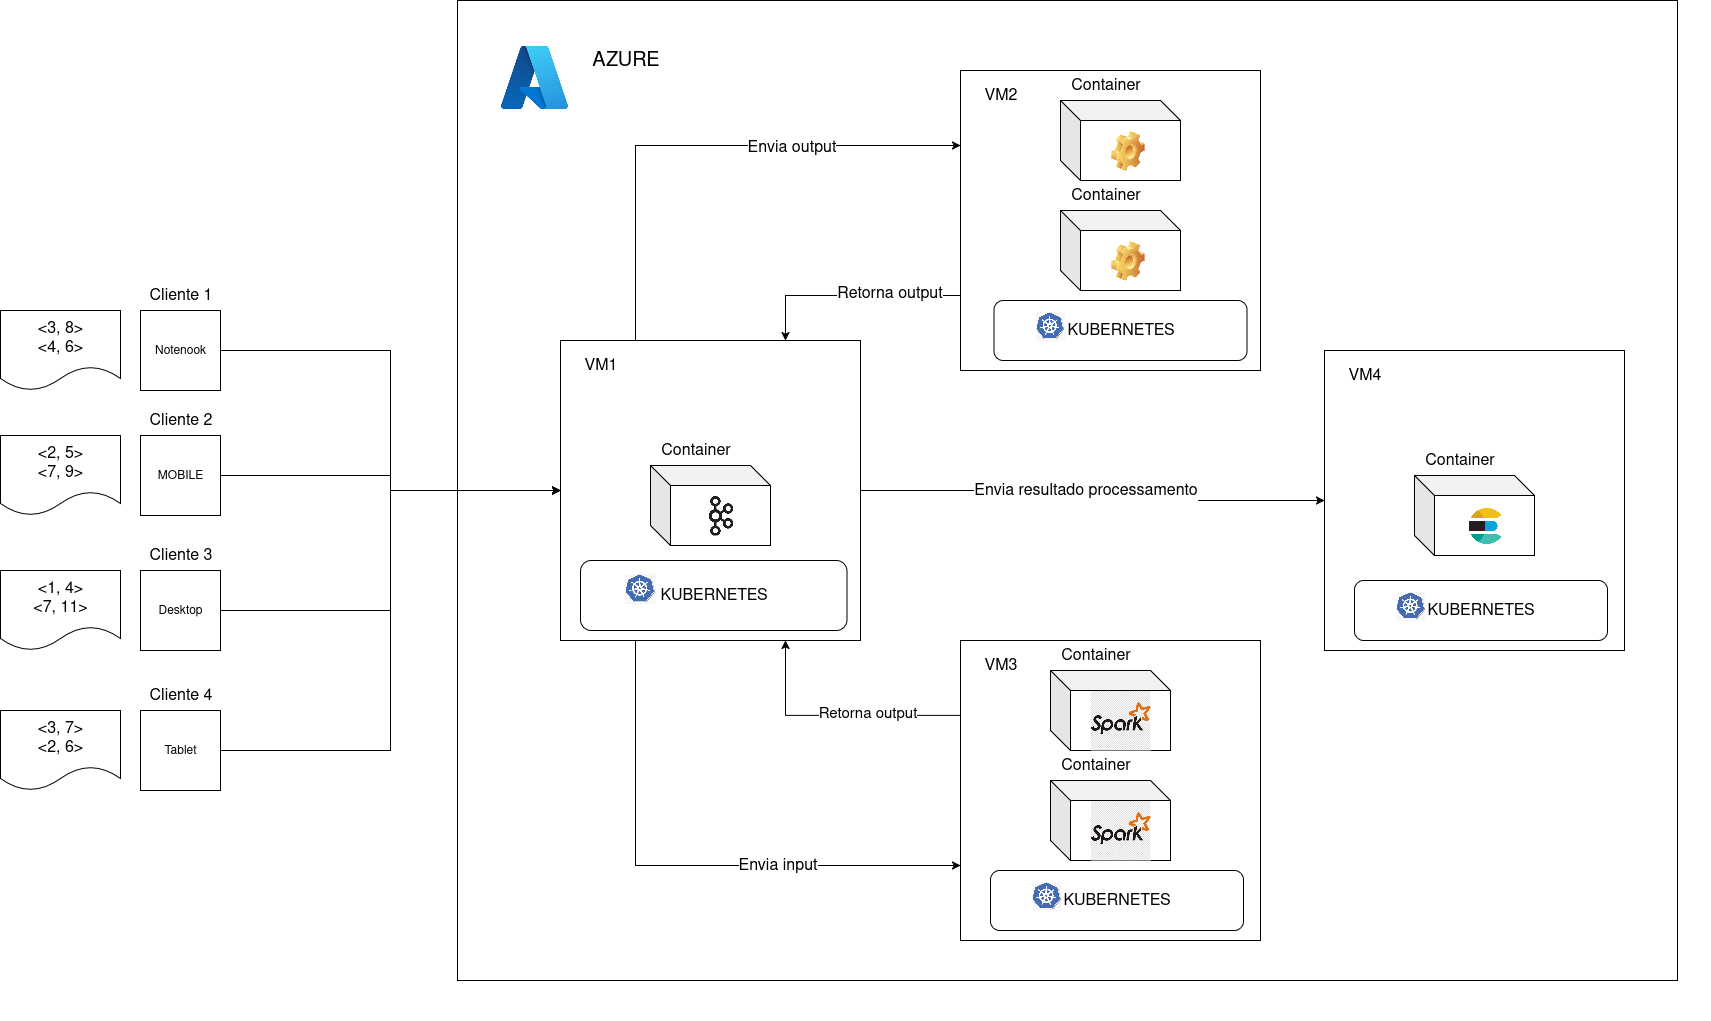 AZURE
Container
VM2
Envia output
Container
Retorna output
KUBERNETES
Cliente 1
<3, 8>
<4, 6>
Notenook
Cliente 2
<2, 5>
<7, 9>
MOBILE
Cliente 3
<1, 4>
<7, 11>
Desktop
Cliente 4
<3, 7>
<2, 6>
Tablet
VM1
Container
KUBERNETES
Envia resultado processamento
VM4
Container
KUBERNETES
Container
VM3
Spark
Retorna output
Container
Spark
Envia input
KUBERNETES